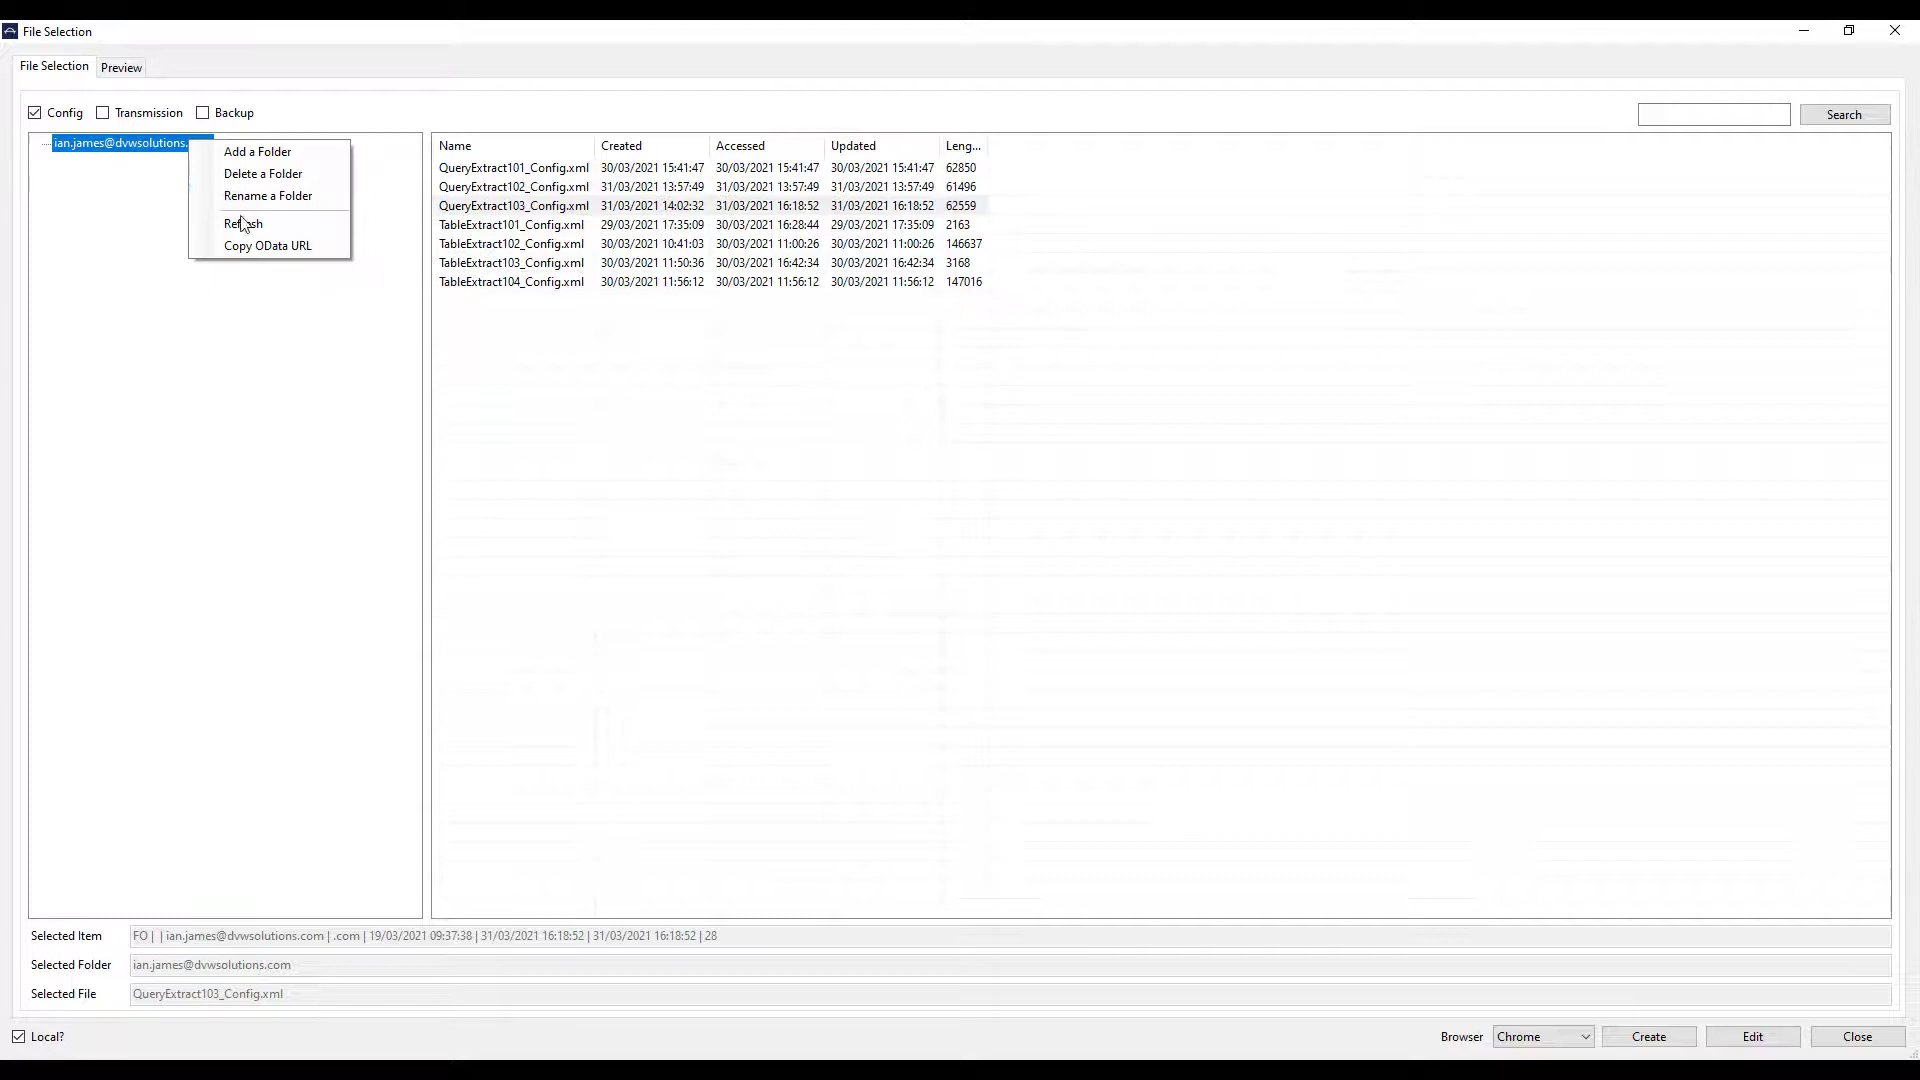 File Selection
File Selection Preview
Config Transmission Backup Search
ian.james@dvwsolutions.
Add a Folder
Delete a Folder
Rename a Folder
Refresh
Copy OData URL
Name Created Accessed Updated Leng...
QueryExtract101_Config.xml 30/03/2021 15:41:47 30/03/2021 15:41:47 30/03/2021 15:41:47 62850
QueryExtract102_Config.xml 31/03/2021 13:57:49 31/03/2021 13:57:49 31/03/2021 13:57:49 61496
QueryExtract103_Config.xml 31/03/2021 14:02:32 31/03/2021 16:18:52 31/03/2021 16:18:52 62559
TableExtract101_Config.xml 29/03/2021 17:35:09 30/03/2021 16:28:44 29/03/2021 17:35:09 2163
TableExtract102_Config.xml 30/03/2021 10:41:03 30/03/2021 11:00:26 30/03/2021 11:00:26 146637
TableExtract103_Config.xml 30/03/2021 11:50:36 30/03/2021 16:42:34 30/03/2021 16:42:34 3168
TableExtract104_Config.xml 30/03/2021 11:56:12 30/03/2021 11:56:12 30/03/2021 11:56:12 147016
Selected Item FO | | ian.james@dvwsolutions.com | .com | 19/03/2021 09:37:38 | 31/03/2021 16:18:52 | 31/03/2021 16:18:52 | 28
Selected Folder ian.james@dvwsolutions.com
Selected File QueryExtract103_Config.xml
Local? Browser Chrome Create Edit Close